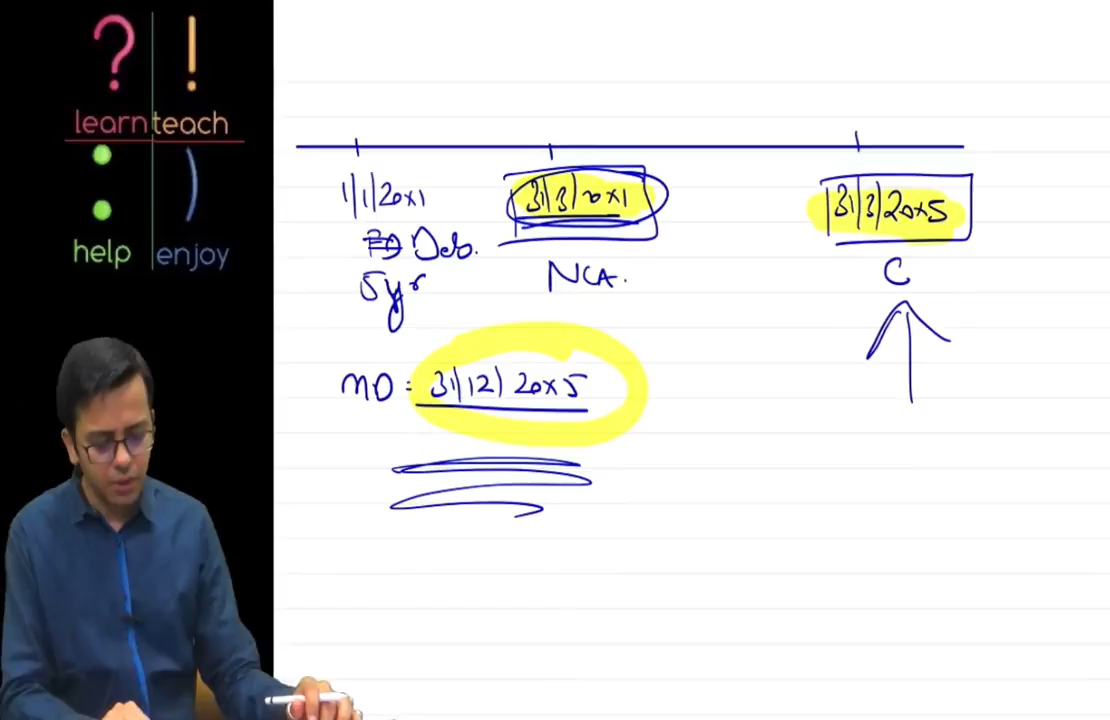 ? !
learn teach
help enjoy
1|1|20x1
31|3|20x1
31|3|20x5
Deb.
5yr
NCA.
C
MD = 31|12|20x5